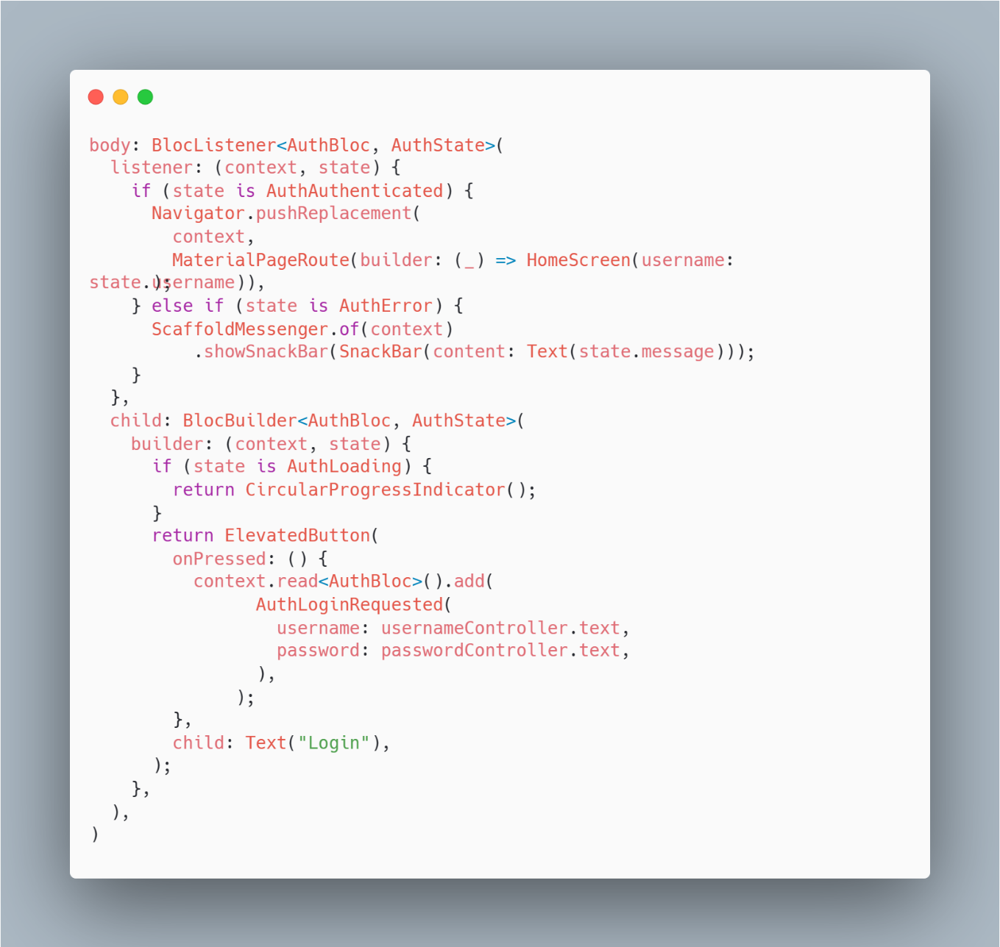 body: BlocListener<AuthBloc, AuthState>(
  listener: (context, state) {
    if (state is AuthAuthenticated) {
      Navigator.pushReplacement(
        context,
        MaterialPageRoute(builder: (_) => HomeScreen(username:
state.username)),
      );
    } else if (state is AuthError) {
      ScaffoldMessenger.of(context)
          .showSnackBar(SnackBar(content: Text(state.message)));
    }
  },
  child: BlocBuilder<AuthBloc, AuthState>(
    builder: (context, state) {
      if (state is AuthLoading) {
        return CircularProgressIndicator();
      }
      return ElevatedButton(
        onPressed: () {
          context.read<AuthBloc>().add(
                AuthLoginRequested(
                  username: usernameController.text,
                  password: passwordController.text,
                ),
              );
        },
        child: Text("Login"),
      );
    },
  ),
)